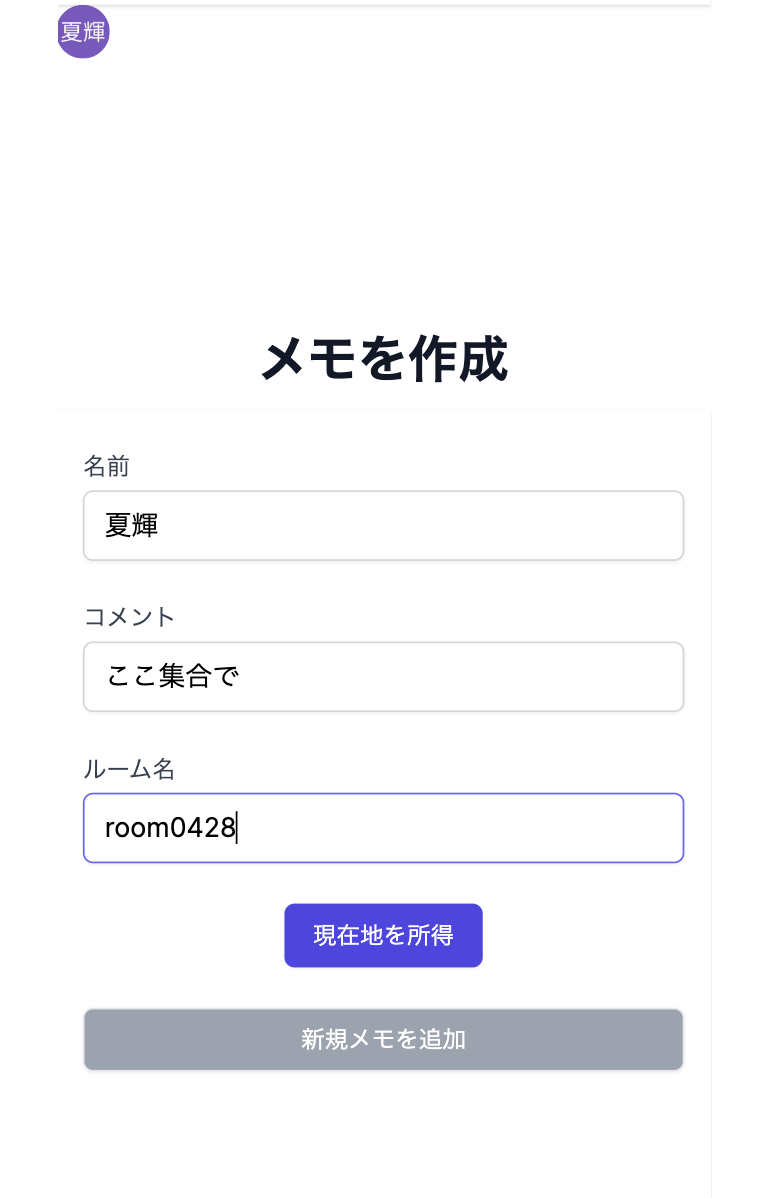 夏輝
メモを作成
名前
夏輝
コメント
ここ集合で
ルーム名
room0428
現在地を所得
新規メモを追加